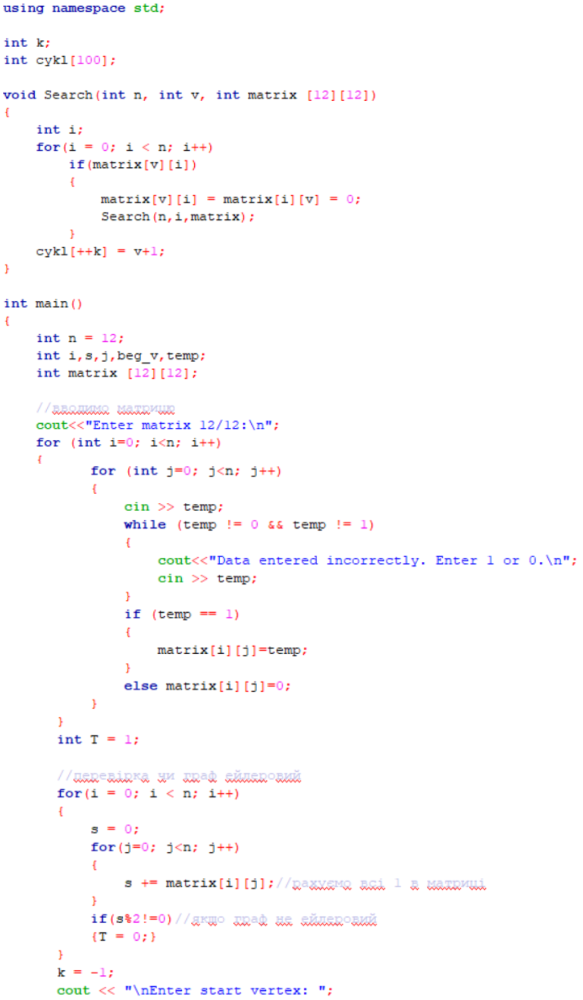 using namespace std;
int k;
int cykl[100];
void Search(int n, int v, int matrix [12][12])
{
int i;
for(i = 0; i < n; i++)
if(matrix[v][i])
{
matrix[v][i] = matrix[i][v] = 0;
Search(n,i,matrix);
}
cykl[++k] = v+1;
}
int main()
{
int n = 12;
int i,s,j,beg_v,temp;
int matrix [12][12];
//вводимо матрицю
cout<<"Enter matrix 12/12:\n";
for (int i=0; i<n; i++)
{
for (int j=0; j<n; j++)
{
cin >> temp;
while (temp != 0 && temp != 1)
{
cout<<"Data entered incorrectly. Enter 1 or 0.\n";
cin >> temp;
}
if (temp == 1)
{
matrix[i][j]=temp;
}
else matrix[i][j]=0;
}
}
int T = 1;
//перевірка чи граф ейлеровий
for(i = 0; i < n; i++)
{
s = 0;
for(j=0; j<n; j++)
{
s += matrix[i][j];//рахуємо всі 1 в матриці
}
if(s%2!=0)//якщо граф не ейлеровий
{T = 0;}
}
k = -1;
cout << "\nEnter start vertex: ";